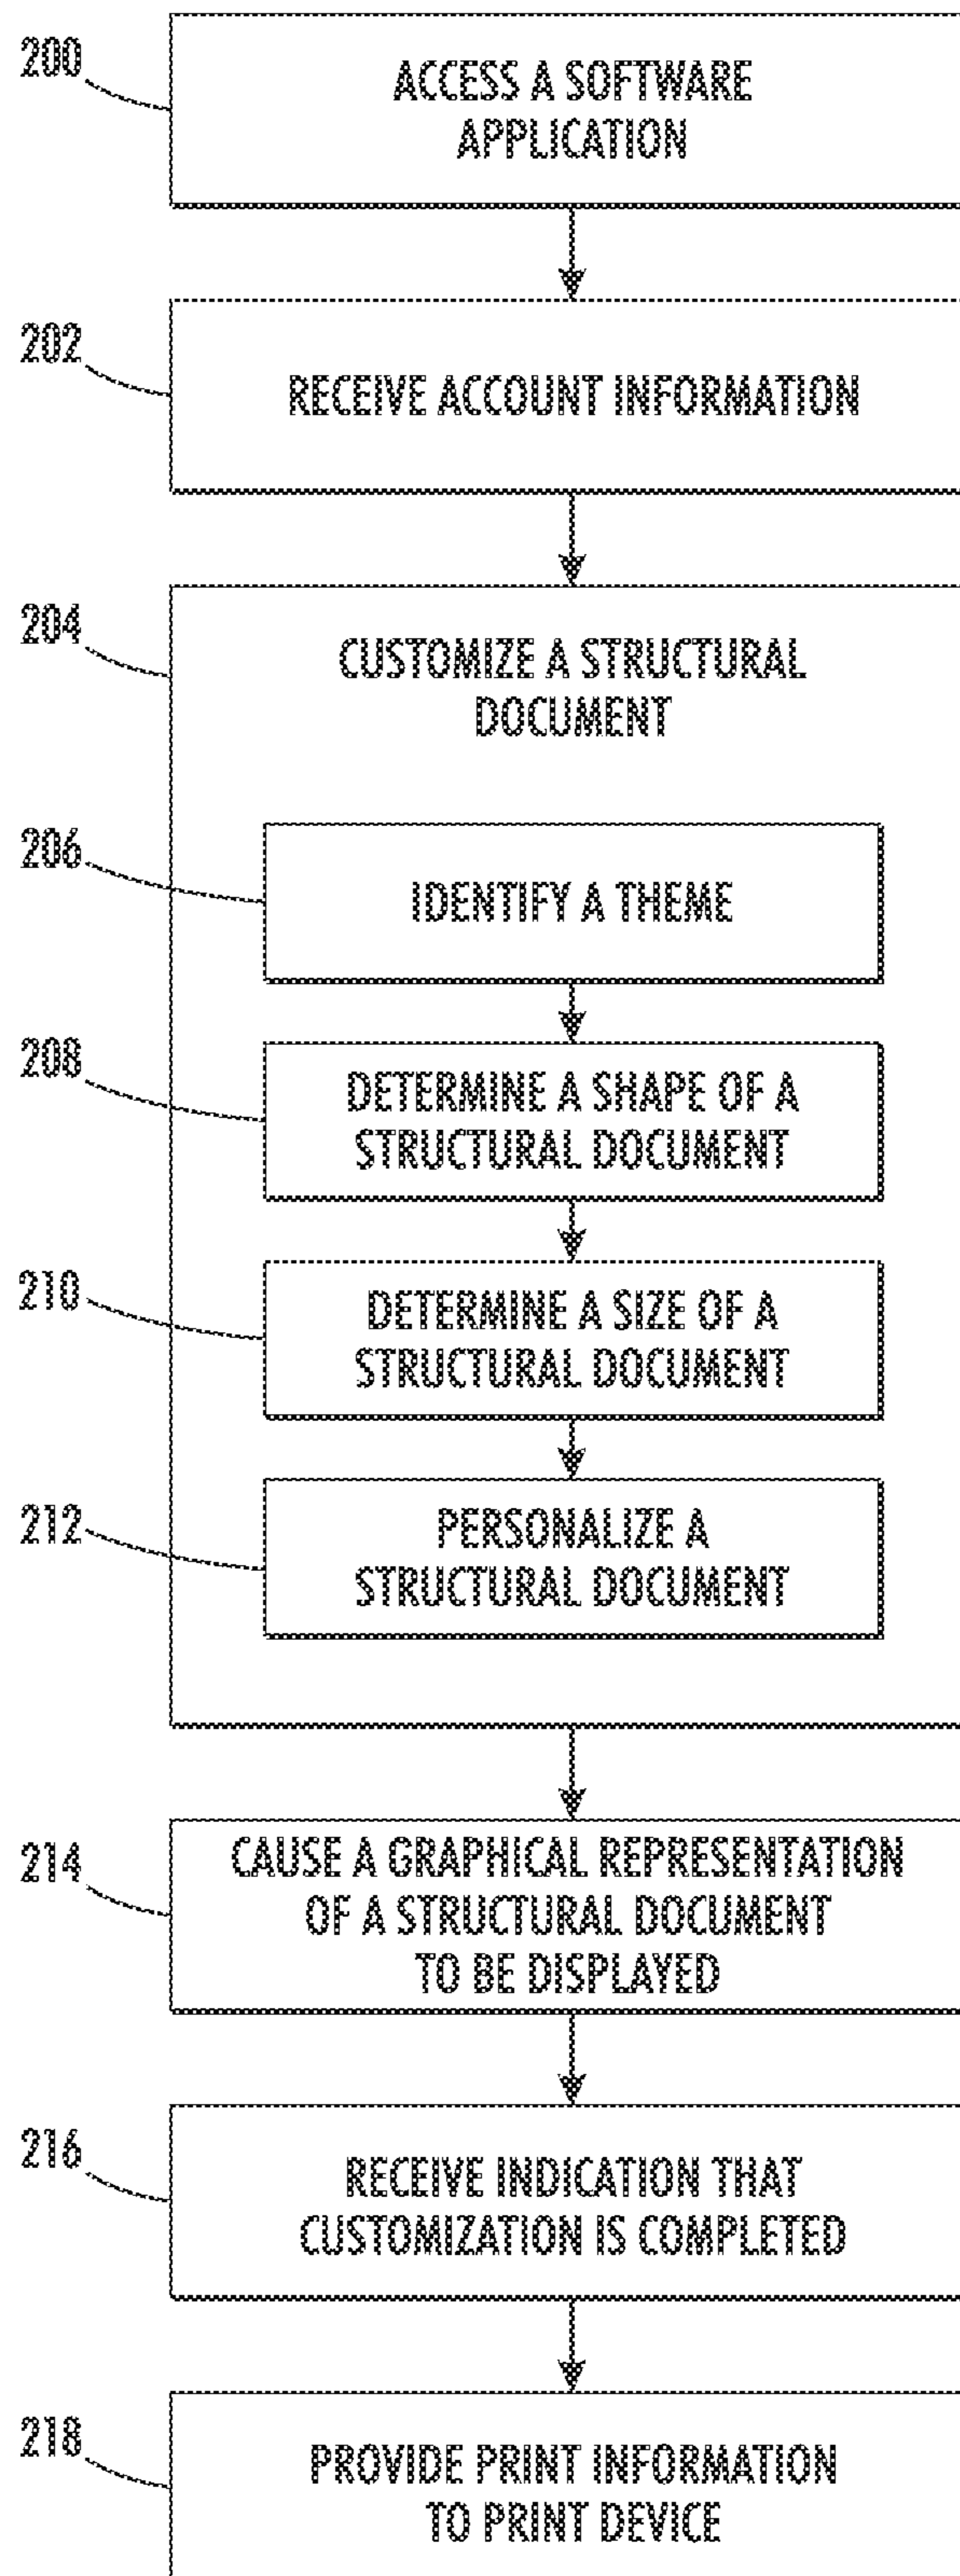 200
ACCESS A SOFTWARE
APPLICATION
202
RECEIVE ACCOUNT INFORMATION
204
CUSTOMIZE A STRUCTURAL
DOCUMENT
206
IDENTIFY A THEME
208
DETERMINE A SHAPE OF A
STRUCTURAL DOCUMENT
210
DETERMINE A SIZE OF A
STRUCTURAL DOCUMENT
212
PERSONALIZE A
STRUCTURAL DOCUMENT
214
CAUSE A GRAPHICAL REPRESENTATION
OF A STRUCTURAL DOCUMENT
TO BE DISPLAYED
216
RECEIVE INDICATION THAT
CUSTOMIZATION IS COMPLETED
218
PROVIDE PRINT INFORMATION
TO PRINT DEVICE